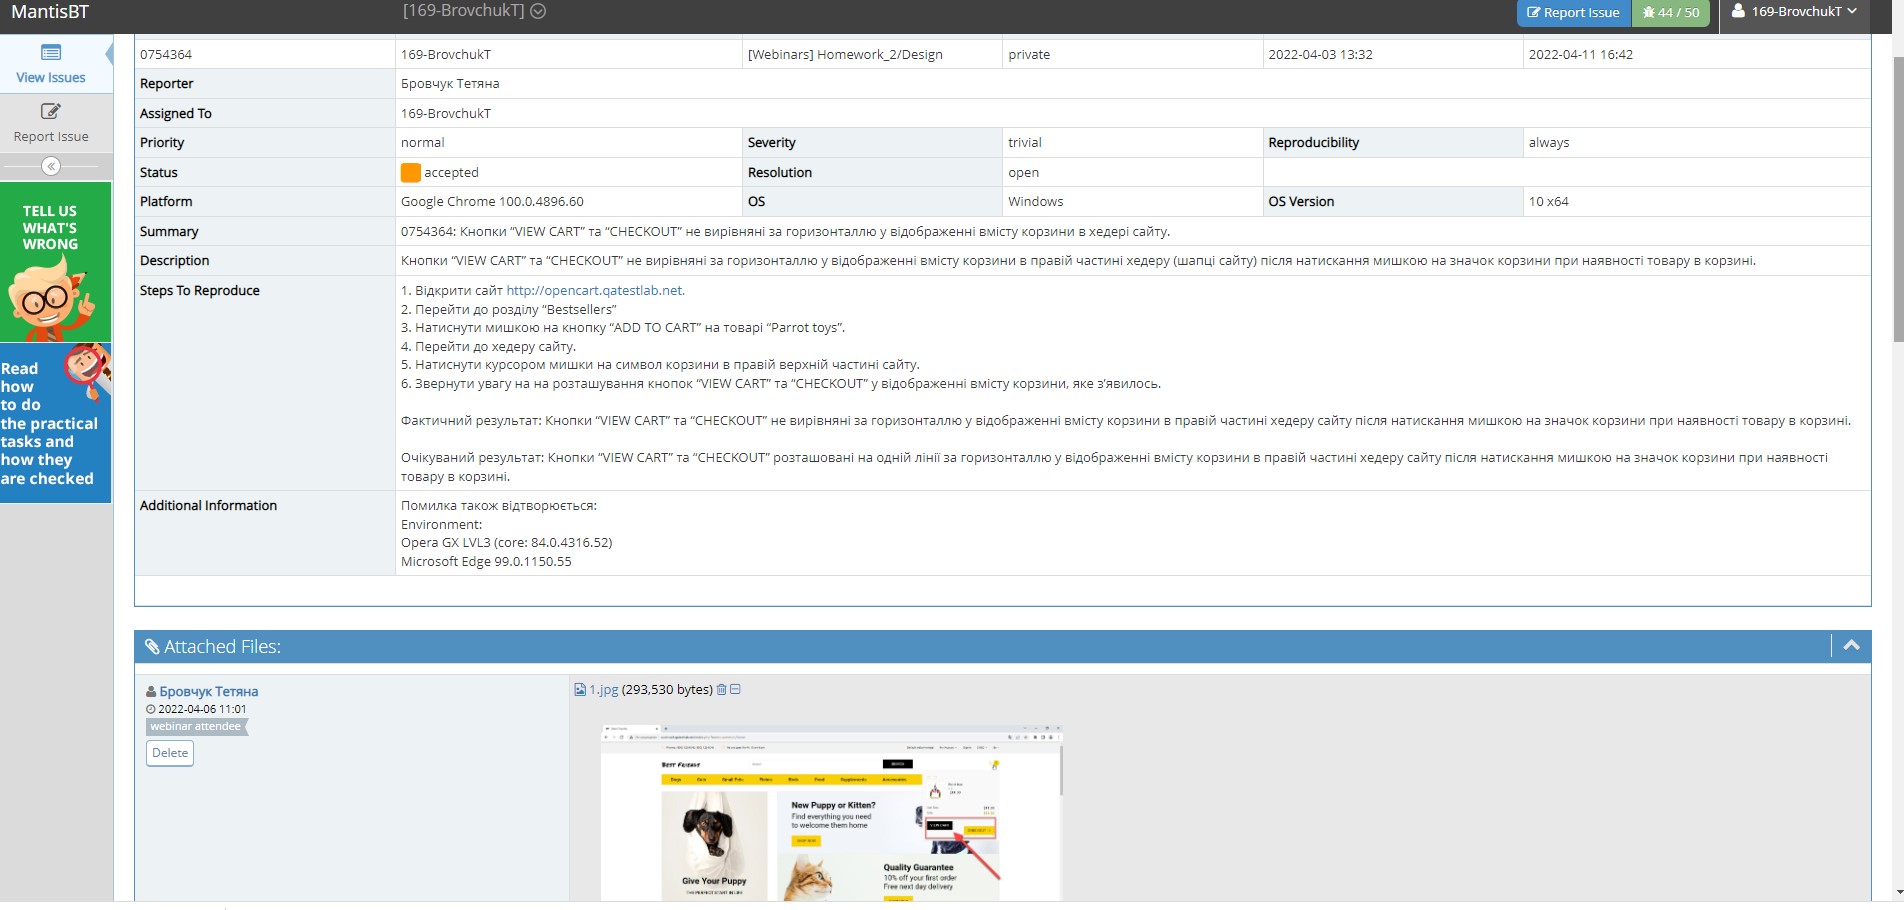 MantisBT
[169-BrovchukT]
Report Issue
44 / 50
169-BrovchukT
View Issues
Report Issue
TELL US
WHAT'S
WRONG
Read
how
to do
the practical
tasks and
how they
are checked
0754364 169-BrovchukT [Webinars] Homework_2/Design private 2022-04-03 13:32 2022-04-11 16:42
Reporter Бровчук Тетяна
Assigned To 169-BrovchukT
Priority normal Severity trivial Reproducibility always
Status accepted Resolution open
Platform Google Chrome 100.0.4896.60 OS Windows OS Version 10 x64
Summary 0754364: Кнопки “VIEW CART” та “CHECKOUT” не вирівняні за горизонталлю у відображенні вмісту корзини в хедері сайту.
Description Кнопки “VIEW CART” та “CHECKOUT” не вирівняні за горизонталлю у відображенні вмісту корзини в правій частині хедеру (шапці сайту) після натискання мишкою на значок корзини при наявності товару в корзині.
Steps To Reproduce 1. Відкрити сайт http://opencart.qatestlab.net.
2. Перейти до розділу “Bestsellers”
3. Натиснути мишкою на кнопку “ADD TO CART” на товарі “Parrot toys”.
4. Перейти до хедеру сайту.
5. Натиснути курсором мишки на символ корзини в правій верхній частині сайту.
6. Звернути увагу на на розташування кнопок “VIEW CART” та “CHECKOUT” у відображенні вмісту корзини, яке з’явилось.
Фактичний результат: Кнопки “VIEW CART” та “CHECKOUT” не вирівняні за горизонталлю у відображенні вмісту корзини в правій частині хедеру сайту після натискання мишкою на значок корзини при наявності товару в корзині.
Очікуваний результат: Кнопки “VIEW CART” та “CHECKOUT” розташовані на одній лінії за горизонталлю у відображенні вмісту корзини в правій частині хедеру сайту після натискання мишкою на значок корзини при наявності
товару в корзині.
Additional Information Помилка також відтворюється:
Environment:
Opera GX LVL3 (core: 84.0.4316.52)
Microsoft Edge 99.0.1150.55
Attached Files:
Бровчук Тетяна
2022-04-06 11:01
webinar attendee
Delete
1.jpg (293,530 bytes)
BEST FRIENDS
Dogs Cats Small Pets Fishes Birds Food Supplements Accessories
New Puppy or Kitten?
Find everything you need
to welcome them home
VIEW CART
CHECKOUT
Give Your Puppy
Quality Guarantee
10% off your first order
Free next day delivery